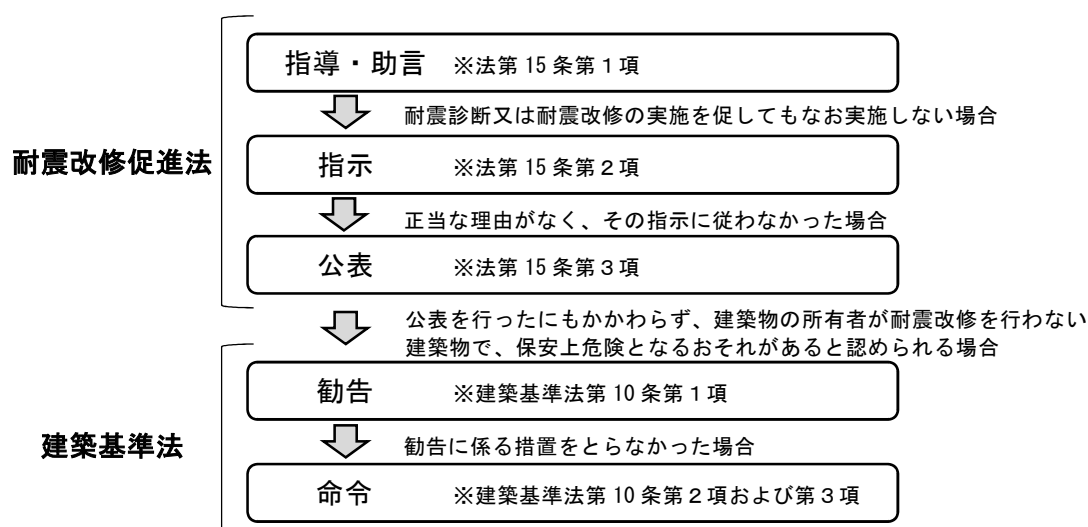 指導・助言 ※法第15条第1項
耐震診断又は耐震改修の実施を促してもなお実施しない場合
耐震改修促進法
指示 ※法第15条第2項
正当な理由がなく、その指示に従わなかった場合
公表 ※法第15条第3項
公表を行ったにもかかわらず、建築物の所有者が耐震改修を行わない
建築物で、保安上危険となるおそれがあると認められる場合
勧告 ※建築基準法第10条第1項
建築基準法
勧告に係る措置をとらなかった場合
命令 ※建築基準法第10条第2項および第3項